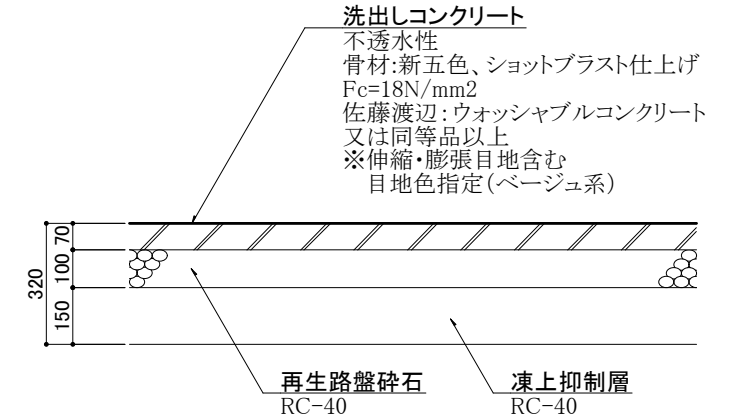 洗出しコンクリート
不透水性
骨材:新五色、ショットブラスト仕上げ
Fc=18N/mm2
佐藤渡辺:ウォッシャブルコンクリート
又は同等品以上
※伸縮・膨張目地含む
目地色指定(ベージュ系)
70
100
320
150
再生路盤砕石
RC-40
凍上抑制層
RC-40